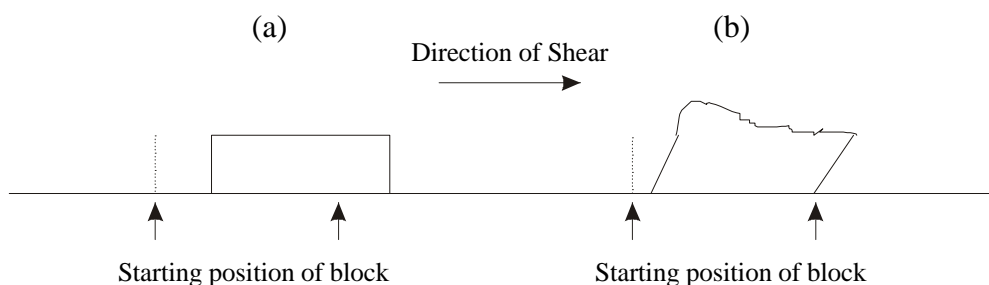 (a)
Direction of Shear
(b)
Starting position of block
Starting position of block